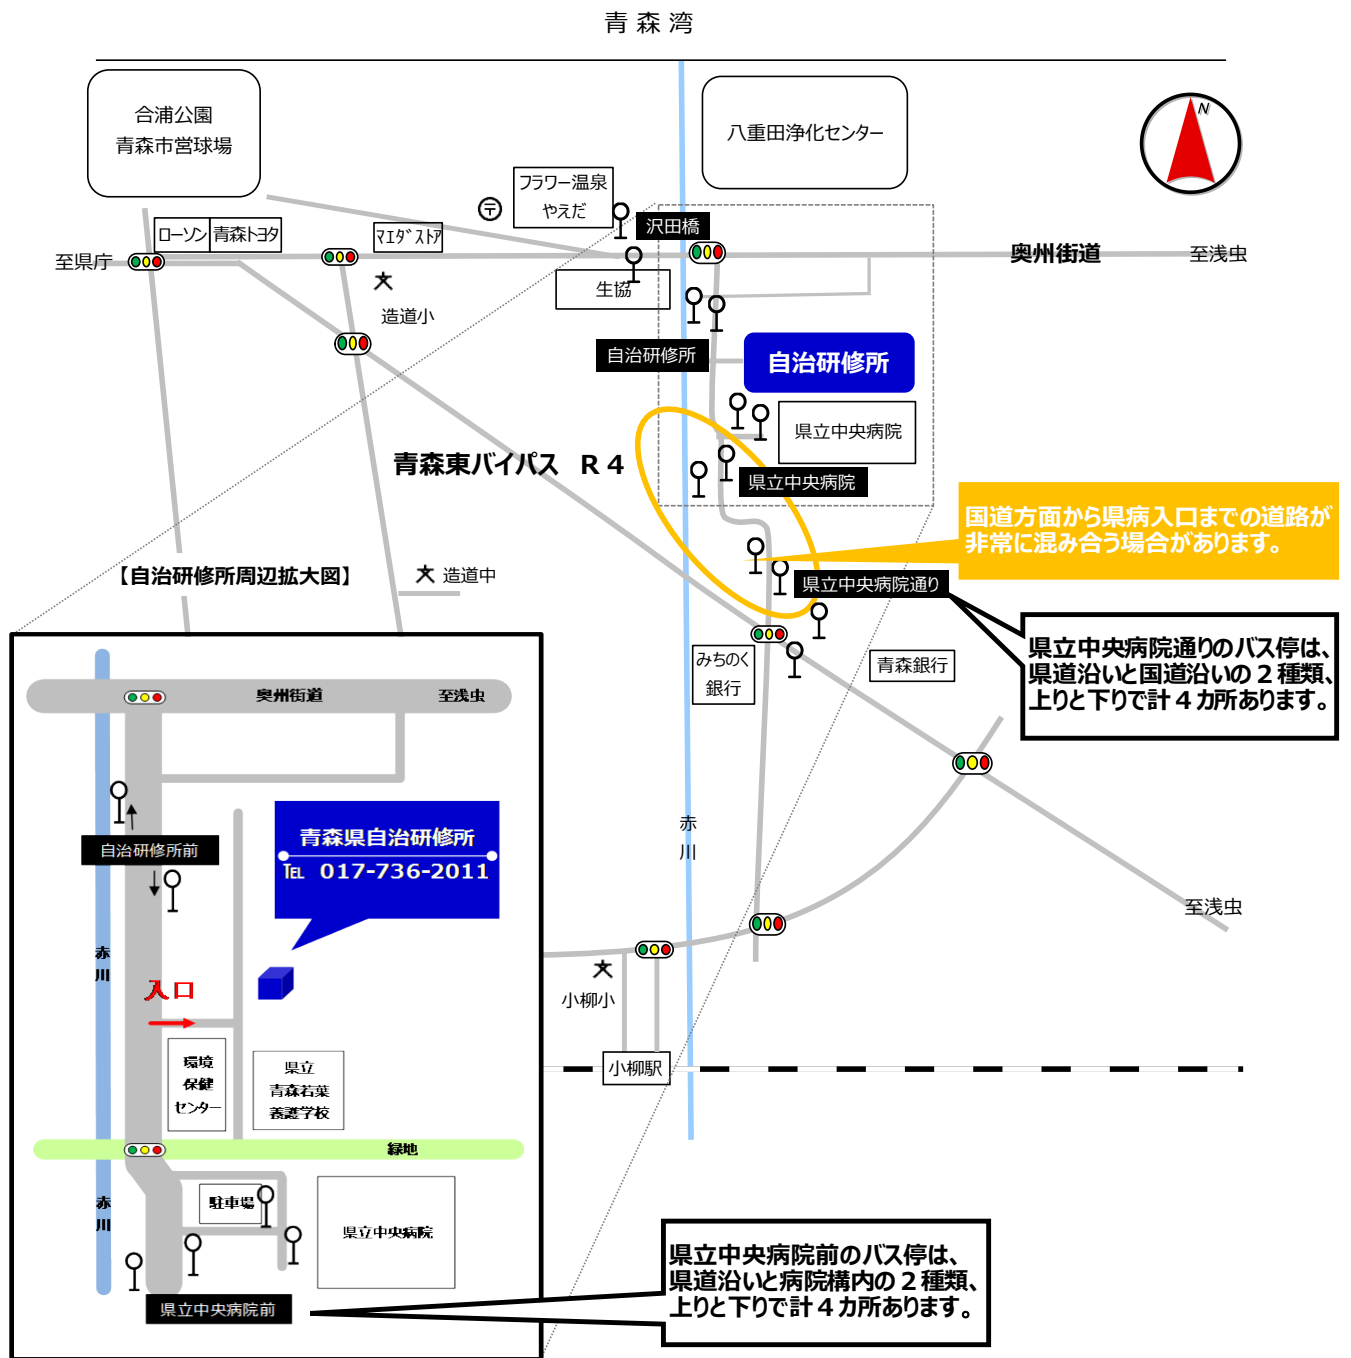 青森湾
合浦公園
青森市営球場
八重田浄化センター
N
フラワー温泉
やえだ
〒
沢田橋
ローソン
青森トヨタ
マエダストア
至県庁
奥州街道
至浅虫
生協
造道小
自治研修所
自治研修所
県立中央病院
青森東バイパス R4
県立中央病院
国道方面から県病入口までの道路が
非常に混み合う場合があります。
【自治研修所周辺拡大図】
造道中
県立中央病院通り
県立中央病院通りのバス停は、
県道沿いと国道沿いの2種類、
上りと下りで計4カ所あります。
みちのく
銀行
青森銀行
奥州街道
至浅虫
赤
川
青森県自治研修所
TEL 017-736-2011
自治研修所前
至浅虫
赤
川
入口
小柳小
環境
保健
センター
県立
青森若葉
養護学校
小柳駅
緑地
赤
川
駐車場
県立中央病院
県立中央病院前
県立中央病院前のバス停は、
県道沿いと病院構内の2種類、
上りと下りで計4カ所あります。